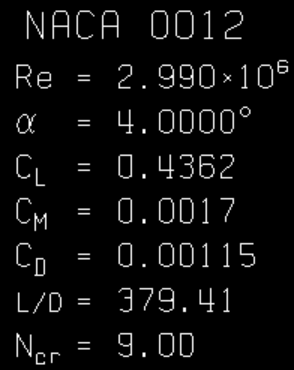 NACA 0012
Re = 2.990×10⁶
α = 4.0000°
C_L = 0.4362
C_M = 0.0017
C_D = 0.00115
L/D = 379.41
N_cr = 9.00